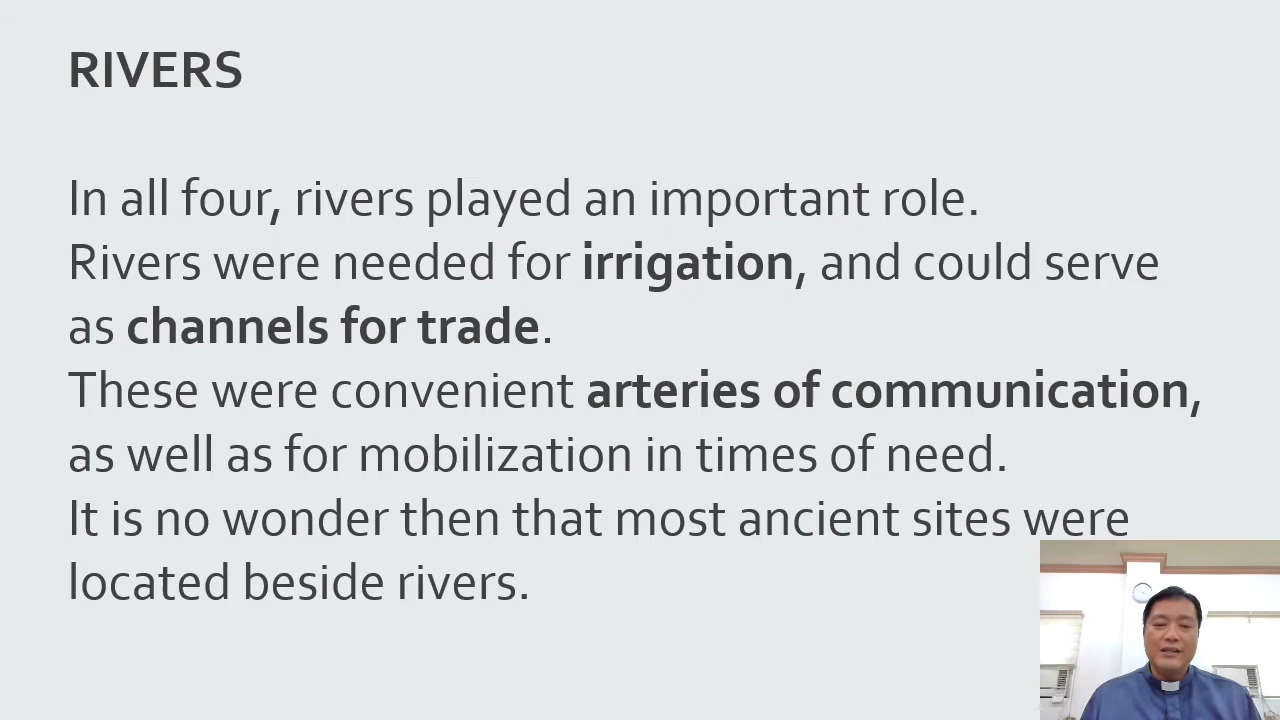 RIVERS
In all four, rivers played an important role.
Rivers were needed for irrigation, and could serve
as channels for trade.
These were convenient arteries of communication,
as well as for mobilization in times of need.
It is no wonder then that most ancient sites were
located beside rivers.